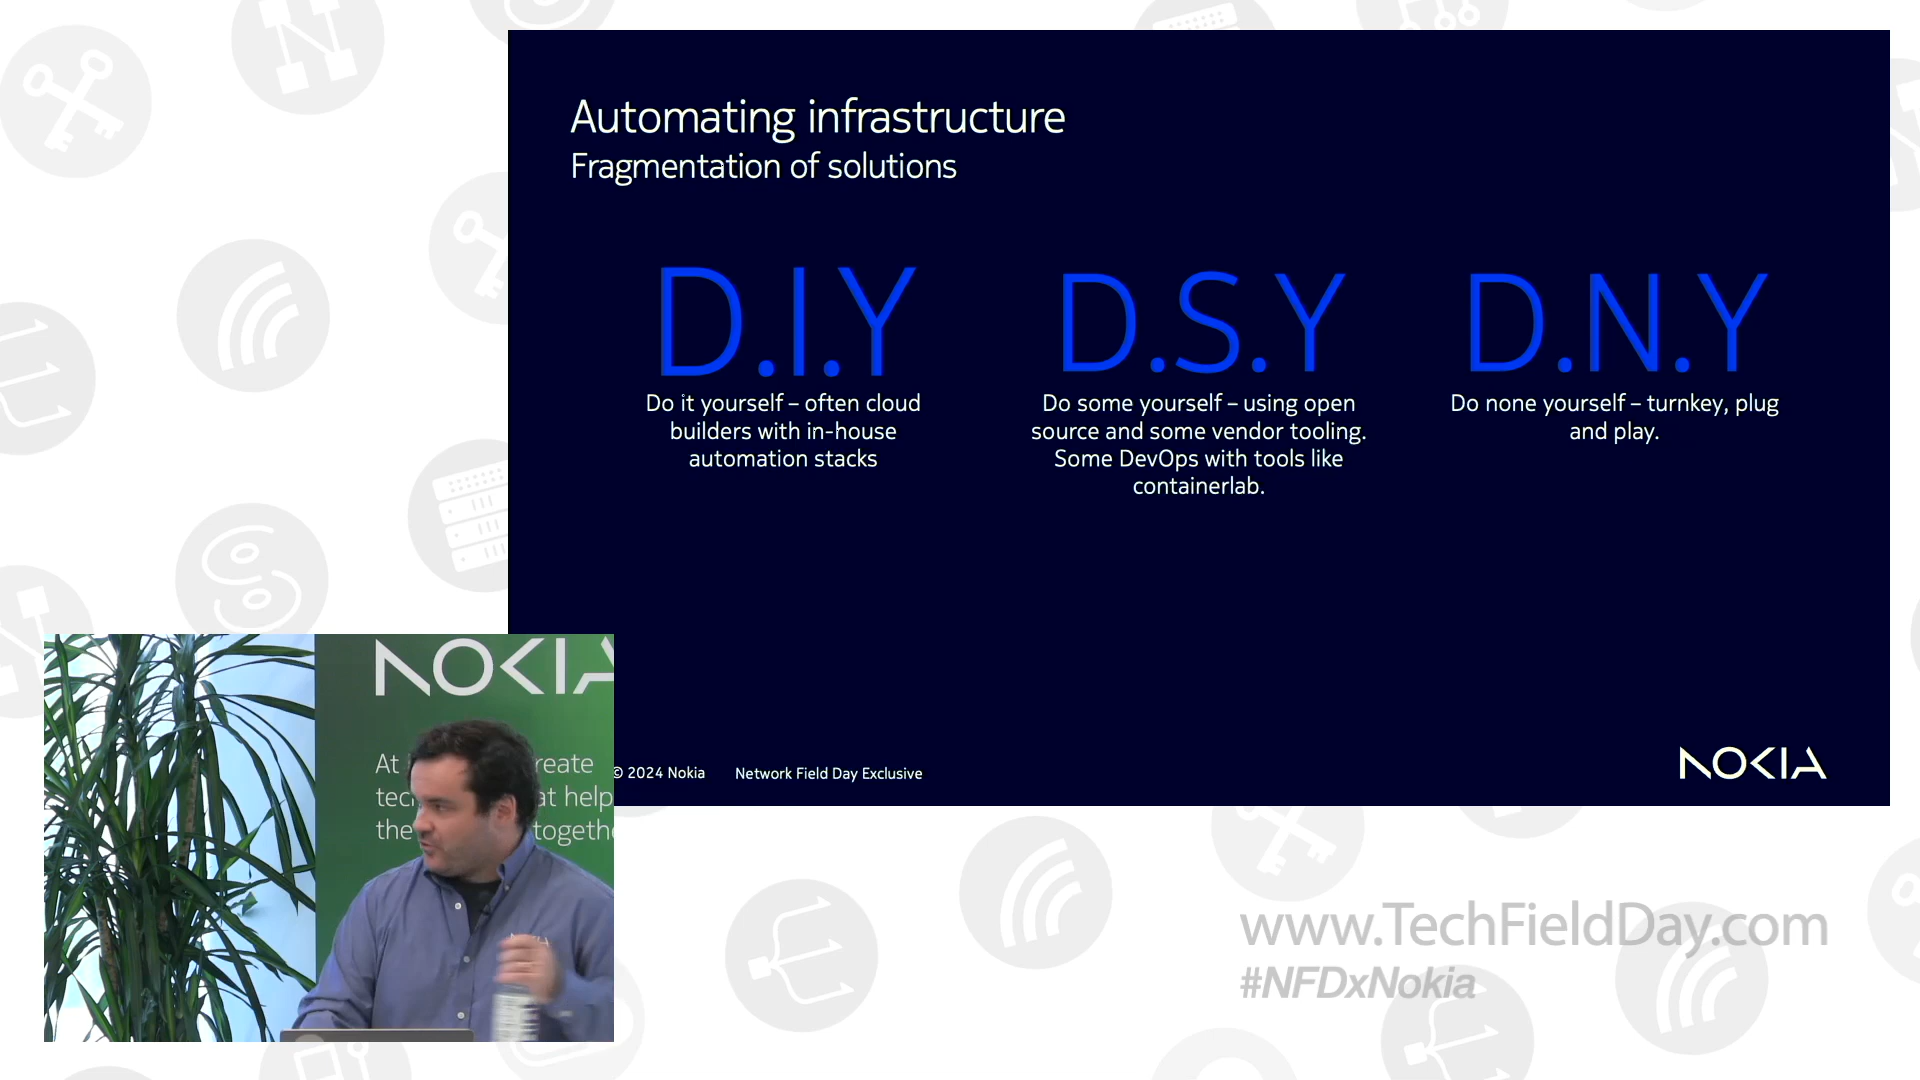 Automating infrastructure
Fragmentation of solutions
D.I.Y
Do it yourself – often cloud
builders with in-house
automation stacks
D.S.Y
Do some yourself – using open
source and some vendor tooling.
Some DevOps with tools like
containerlab.
D.N.Y
Do none yourself – turnkey, plug
and play.
© 2024 Nokia Network Field Day Exclusive
NOKIA
NOKIA
At reate
at help
the togethe
www.TechFieldDay.com
#NFDxNokia